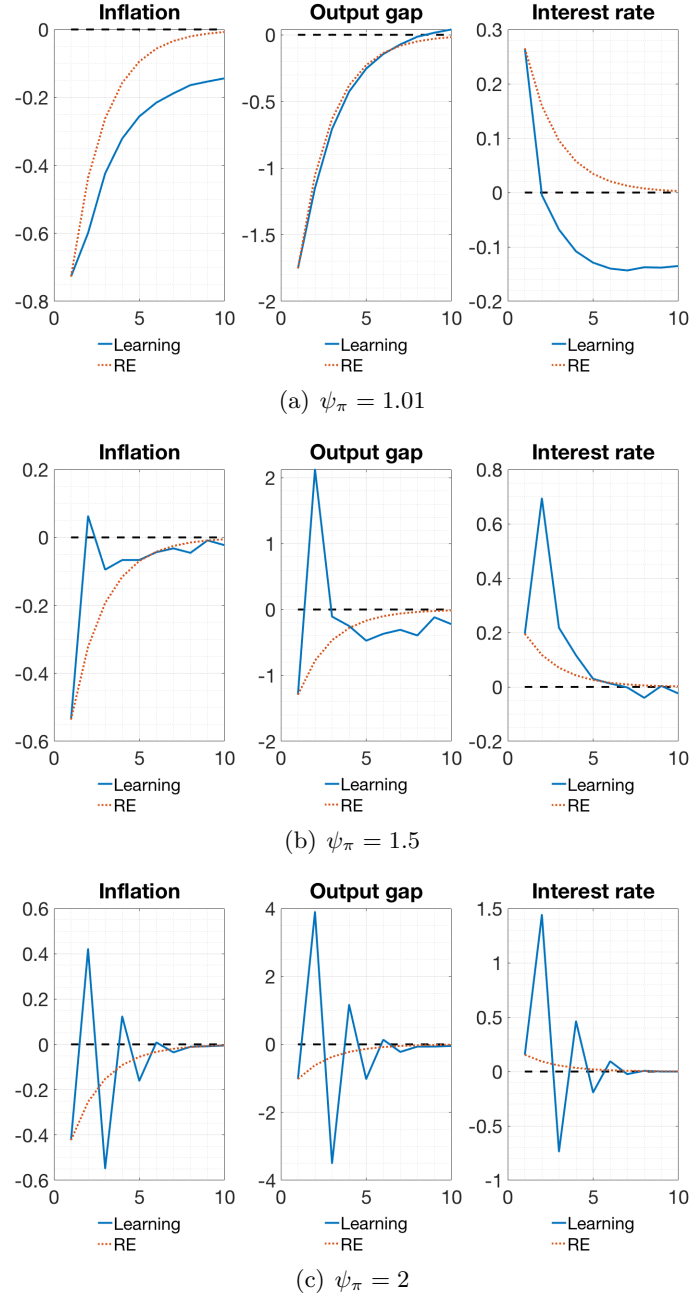 Inflation Output gap Interest rate
0 0 0.3
-0.2 -0.5 0.2
-0.4 -1 0.1
-0.6 -1.5 0
-0.8 -2 -0.1
-0.2
0 5 10 0 5 10 0 5 10
Learning Learning Learning
RE RE RE
(a) ψπ = 1.01
Inflation Output gap Interest rate
0.2 2 0.8
0 1 0.6
-0.2 0 0.4
-0.4 -1 0.2
-0.6 -2 0
-0.2
0 5 10 0 5 10 0 5 10
Learning Learning Learning
RE RE RE
(b) ψπ = 1.5
Inflation Output gap Interest rate
0.6 4 1.5
0.4 2 1
0.2 0 0.5
0 -2 0
-0.2 -4 -0.5
-0.4 -1
-0.6
0 5 10 0 5 10 0 5 10
Learning Learning Learning
RE RE RE
(c) ψπ = 2